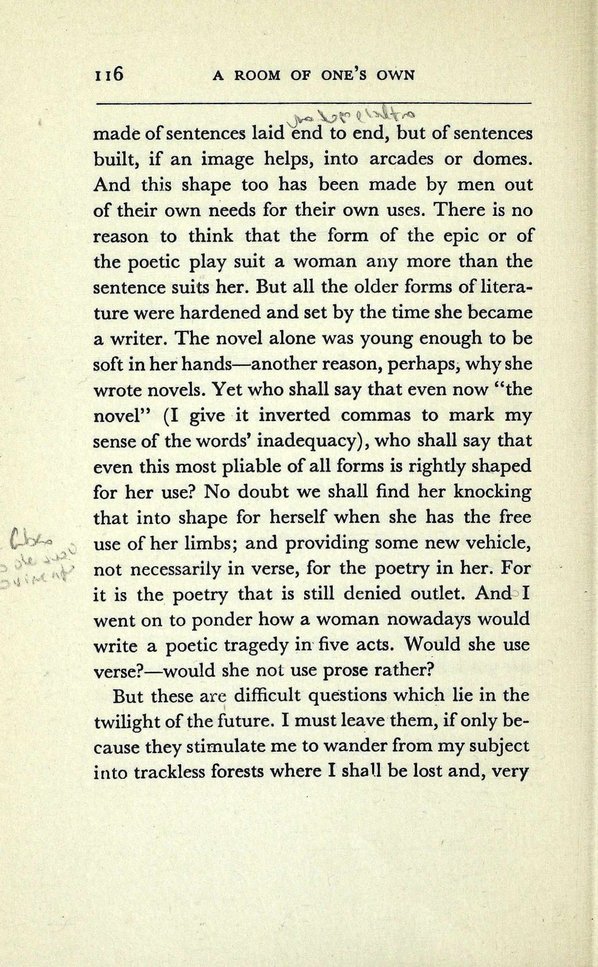 116 A ROOM OF ONE'S OWN
made of sentences laid end to end, but of sentences
built, if an image helps, into arcades or domes.
And this shape too has been made by men out
of their own needs for their own uses. There is no
reason to think that the form of the epic or of
the poetic play suit a woman any more than the
sentence suits her. But all the older forms of litera-
ture were hardened and set by the time she became
a writer. The novel alone was young enough to be
soft in her hands—another reason, perhaps, why she
wrote novels. Yet who shall say that even now “the
novel” (I give it inverted commas to mark my
sense of the words' inadequacy), who shall say that
even this most pliable of all forms is rightly shaped
for her use? No doubt we shall find her knocking
that into shape for herself when she has the free
use of her limbs; and providing some new vehicle,
not necessarily in verse, for the poetry in her. For
it is the poetry that is still denied outlet. And I
went on to ponder how a woman nowadays would
write a poetic tragedy in five acts. Would she use
verse?—would she not use prose rather?
But these are difficult questions which lie in the
twilight of the future. I must leave them, if only be-
cause they stimulate me to wander from my subject
into trackless forests where I shall be lost and, very